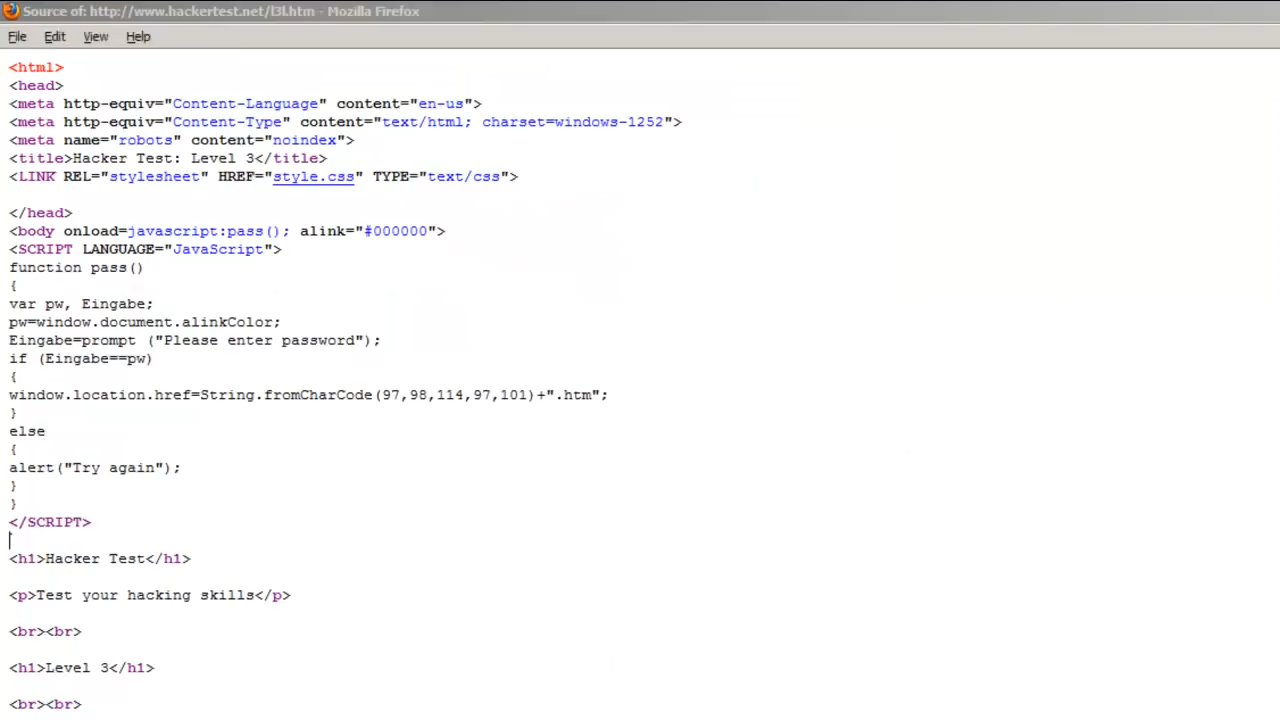 Source of: http://www.hackertest.net/l3l.htm - Mozilla Firefox
File Edit View Help
<html>
<head>
<meta http-equiv="Content-Language" content="en-us">
<meta http-equiv="Content-Type" content="text/html; charset=windows-1252">
<meta name="robots" content="noindex">
<title>Hacker Test: Level 3</title>
<LINK REL="stylesheet" HREF="style.css" TYPE="text/css">
</head>
<body onload=javascript:pass(); alink="#000000">
<SCRIPT LANGUAGE="JavaScript">
function pass()
{
var pw, Eingabe;
pw=window.document.alinkColor;
Eingabe=prompt ("Please enter password");
if (Eingabe==pw)
{
window.location.href=String.fromCharCode(97,98,114,97,101)+".htm";
}
else
{
alert("Try again");
}
}
</SCRIPT>
<h1>Hacker Test</h1>
<p>Test your hacking skills</p>
<br><br>
<h1>Level 3</h1>
<br><br>